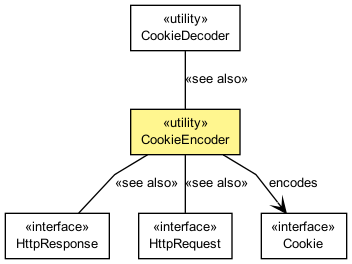 «utility»
CookieDecoder
«see also»
«utility»
CookieEncoder
«see also» «see also» encodes
«interface» «interface» «interface»
HttpResponse HttpRequest Cookie